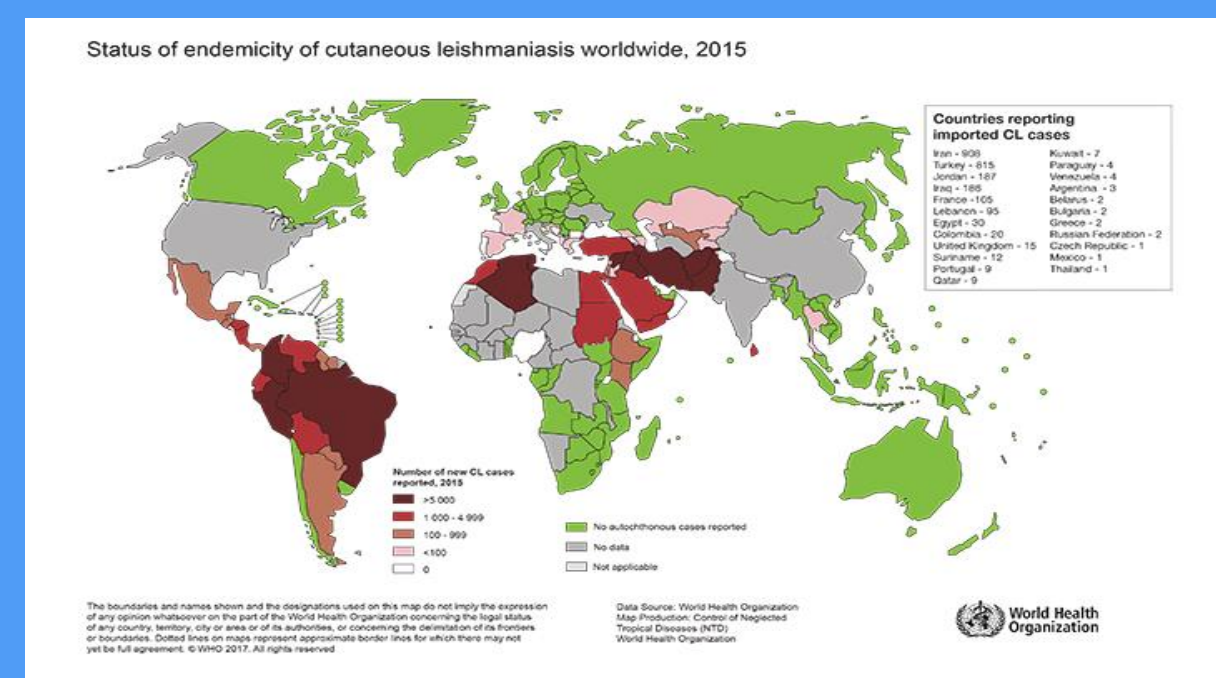 Status of endemicity of cutaneous leishmaniasis worldwide, 2015
Countries reporting
imported CL cases
Iran - 908
Turkey - 815
Jordan - 187
Iraq - 186
France -105
Lebanon - 95
Egypt - 30
Colombia - 20
United Kingdom - 15
Suriname - 12
Portugal - 9
Qatar - 9
Kuwait - 7
Paraguay - 4
Venezuela - 4
Argentina - 3
Belarus - 2
Bulgaria - 2
Greece - 2
Russian Federation - 2
Czech Republic - 1
Mexico - 1
Thailand - 1
Number of new CL cases
reported, 2015
>5 000
1 000 - 4 999
100 - 999
<100
0
No autochthonous cases reported
No data
Not applicable
The boundaries and names shown and the designations used on this map do not imply the expression
of any opinion whatsoever on the part of the World Health Organization concerning the legal status
of any country, territory, city or area or of its authorities, or concerning the delimitation of its frontiers
or boundaries. Dotted lines on maps represent approximate border lines for which there may not
yet be full agreement. © WHO 2017. All rights reserved
Data Source: World Health Organization
Map Production: Control of Neglected
Tropical Diseases (NTD)
World Health Organization
World Health
Organization